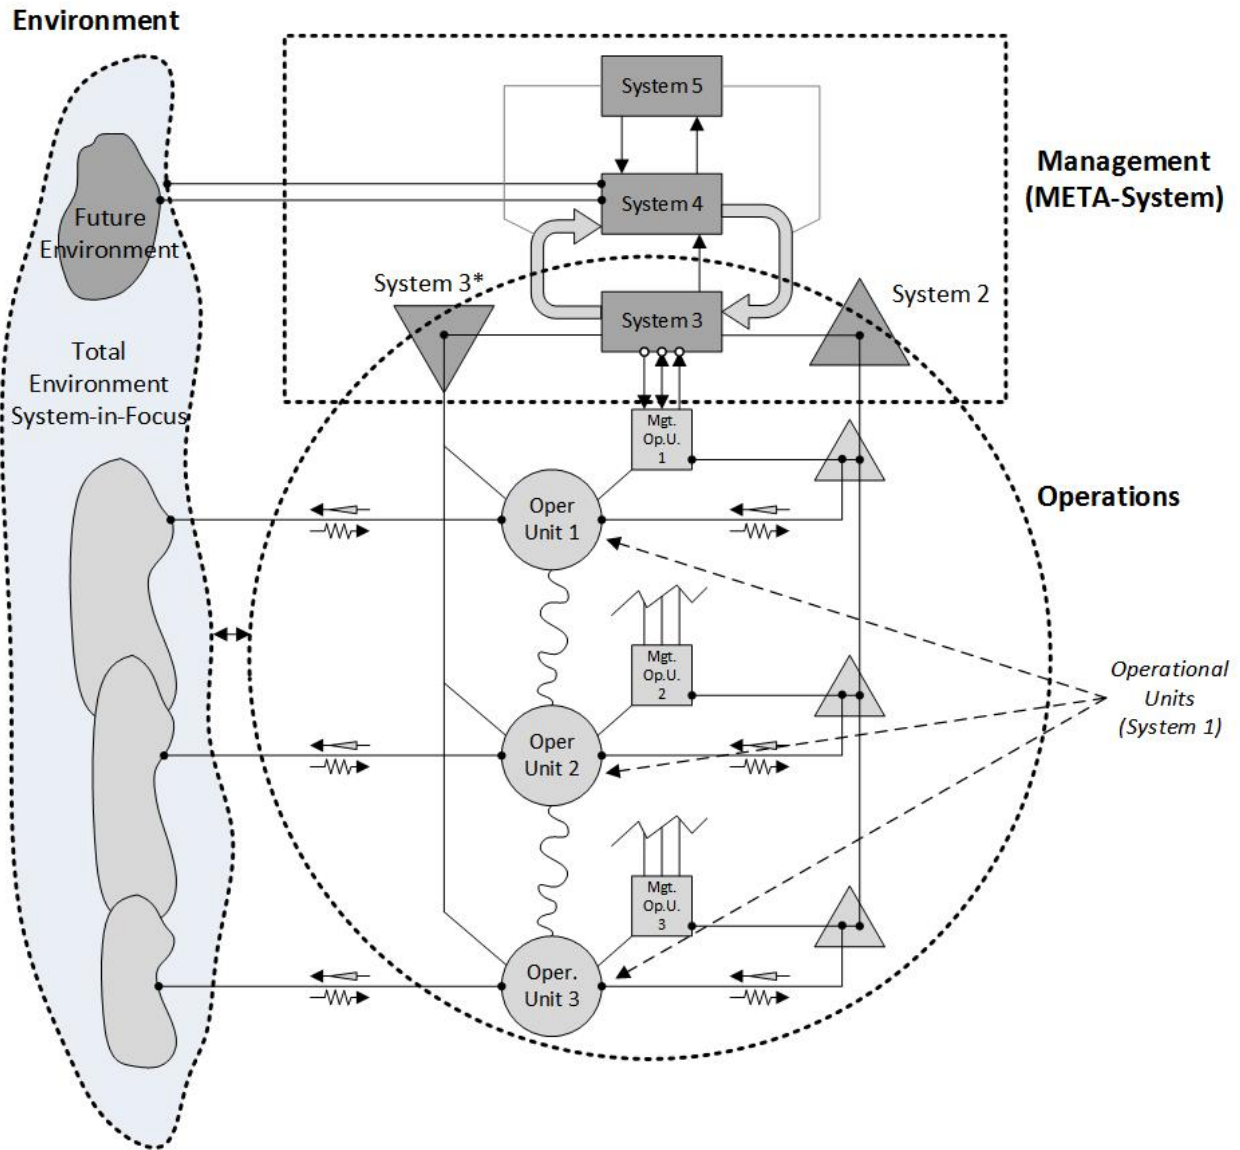 Environment
System 5
Management
(META-System)
System 4
Future
Environment
System 3*
System 2
System 3
Total
Environment
System-in-Focus
Mgt.
Op.U.
1
Oper
Unit 1
Operations
Mgt.
Op.U.
2
Operational
Units
(System 1)
Oper
Unit 2
Mgt.
Op.U.
3
Oper.
Unit 3